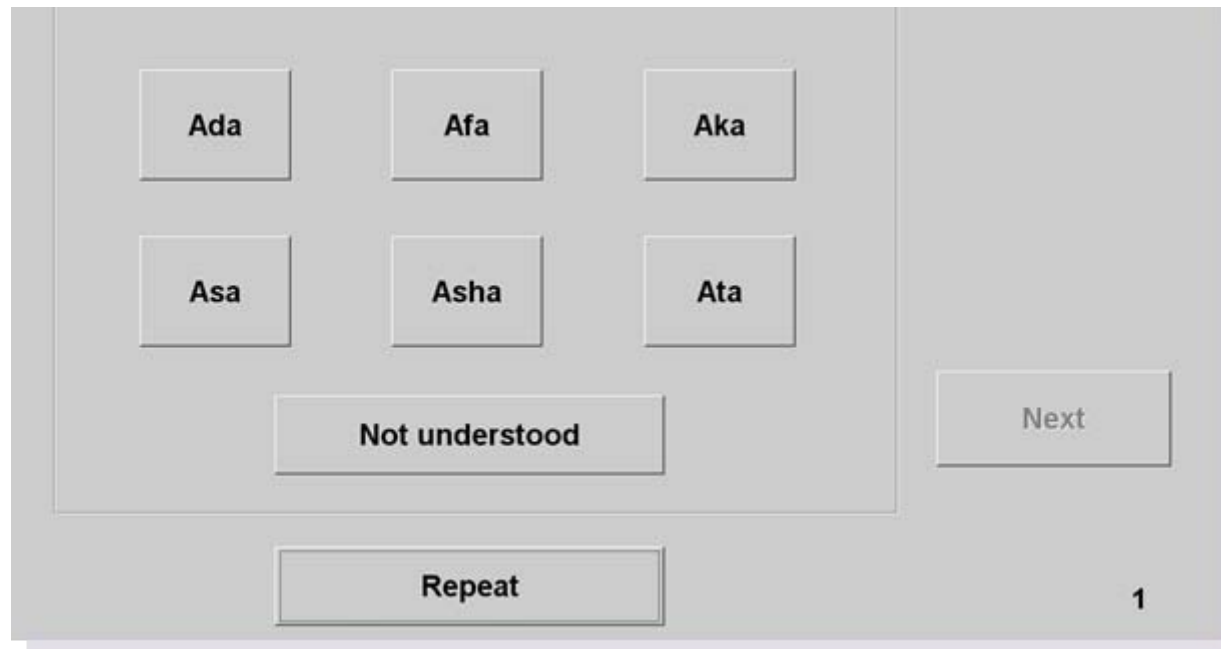 Ada Afa Aka
Asa Asha Ata
Not understood
Next
Repeat
1